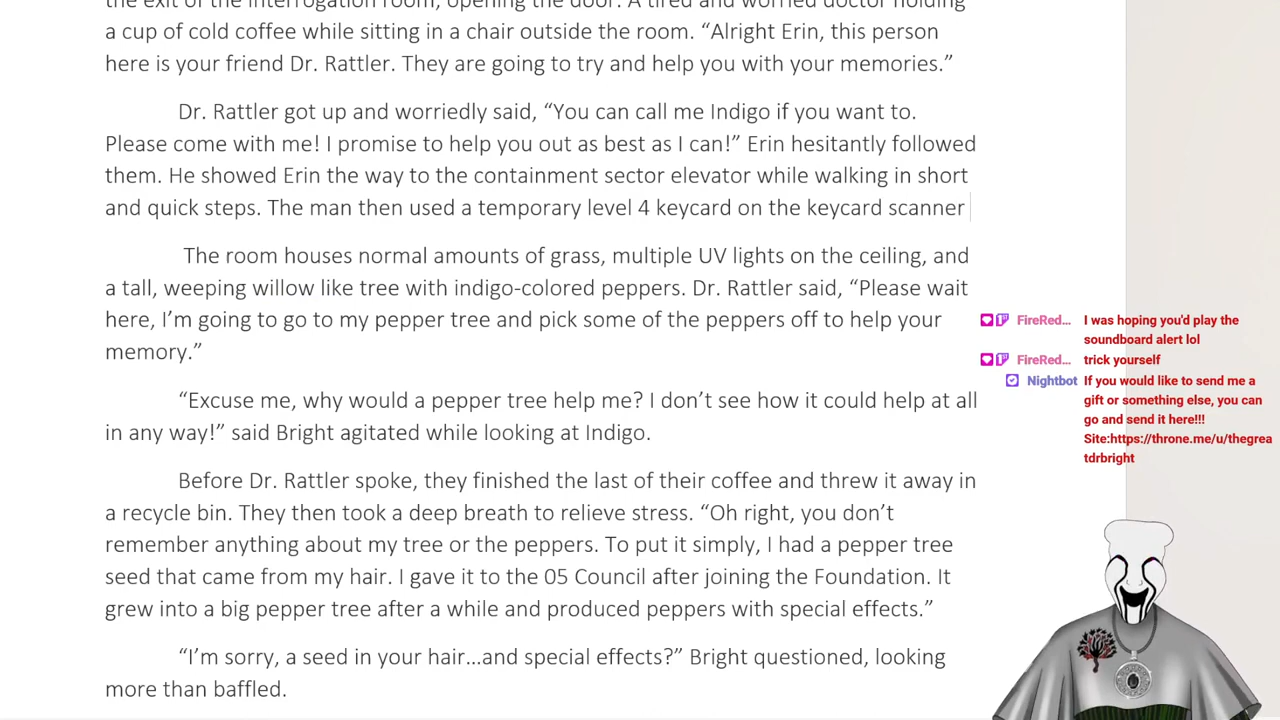 the exit of the interrogation room, opening the door. A tired and worried doctor holding
a cup of cold coffee while sitting in a chair outside the room. “Alright Erin, this person
here is your friend Dr. Rattler. They are going to try and help you with your memories.”
Dr. Rattler got up and worriedly said, “You can call me Indigo if you want to.
Please come with me! I promise to help you out as best as I can!” Erin hesitantly followed
them. He showed Erin the way to the containment sector elevator while walking in short
and quick steps. The man then used a temporary level 4 keycard on the keycard scanner
The room houses normal amounts of grass, multiple UV lights on the ceiling, and
a tall, weeping willow like tree with indigo-colored peppers. Dr. Rattler said, “Please wait
here, I’m going to go to my pepper tree and pick some of the peppers off to help your
memory.”
“Excuse me, why would a pepper tree help me? I don’t see how it could help at all
in any way!” said Bright agitated while looking at Indigo.
Before Dr. Rattler spoke, they finished the last of their coffee and threw it away in
a recycle bin. They then took a deep breath to relieve stress. “Oh right, you don’t
remember anything about my tree or the peppers. To put it simply, I had a pepper tree
seed that came from my hair. I gave it to the 05 Council after joining the Foundation. It
grew into a big pepper tree after a while and produced peppers with special effects.”
“I’m sorry, a seed in your hair…and special effects?” Bright questioned, looking
more than baffled.
FireRed... I was hoping you'd play the
soundboard alert lol
FireRed... trick yourself
Nightbot If you would like to send me a
gift or something else, you can
go and send it here!!!
Site:https://throne.me/u/thegrea
tdrbright